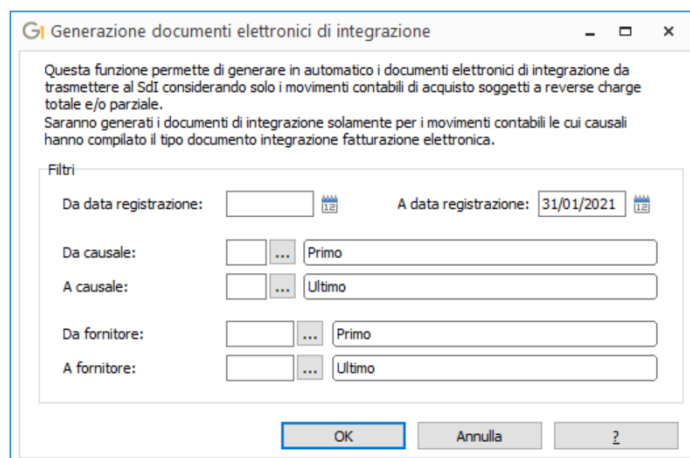 G1 Generazione documenti elettronici di integrazione
Questa funzione permette di generare in automatico i documenti elettronici di integrazione da
trasmettere al SdI considerando solo i movimenti contabili di acquisto soggetti a reverse charge
totale e/o parziale.
Saranno generati i documenti di integrazione solamente per i movimenti contabili le cui causali
hanno compilato il tipo documento integrazione fatturazione elettronica.
Filtri
Da data registrazione: 12 A data registrazione: 31/01/2021 12
Da causale: ... Primo
A causale: ... Ultimo
Da fornitore: ... Primo
A fornitore: ... Ultimo
OK Annulla ?